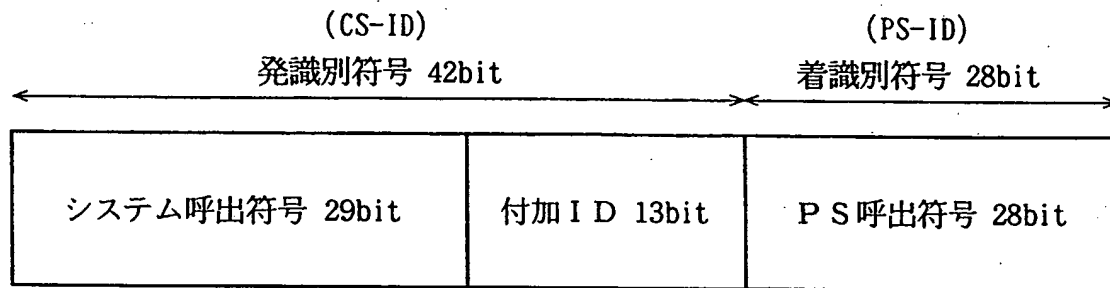 (CS-ID) (PS-ID)
発識別符号 42bit 着識別符号 28bit
システム呼出符号 29bit 付加ID 13bit PS呼出符号 28bit